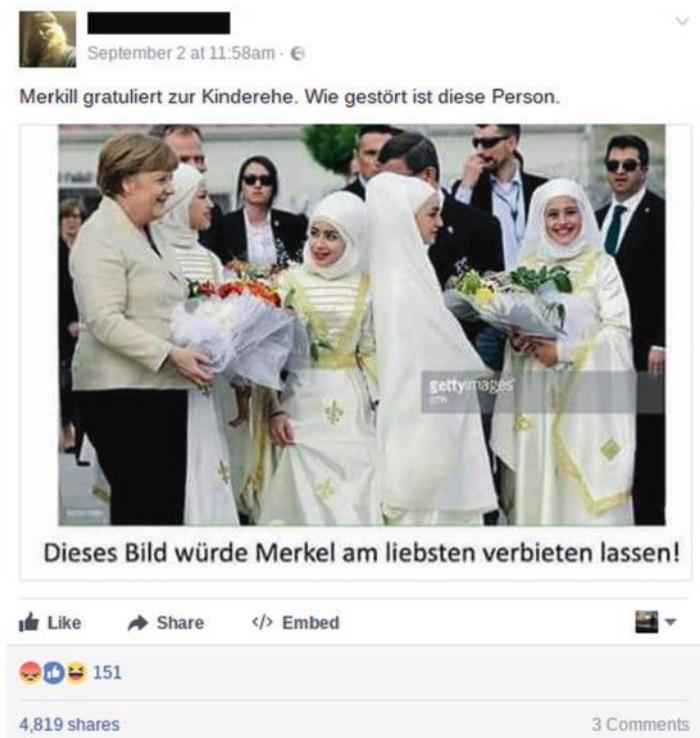 September 2 at 11:58am ·
Merkill gratuliert zur Kinderehe. Wie gestört ist diese Person.
gettyimages
STR
Dieses Bild würde Merkel am liebsten verbieten lassen!
Like Share </> Embed
151
4,819 shares 3 Comments